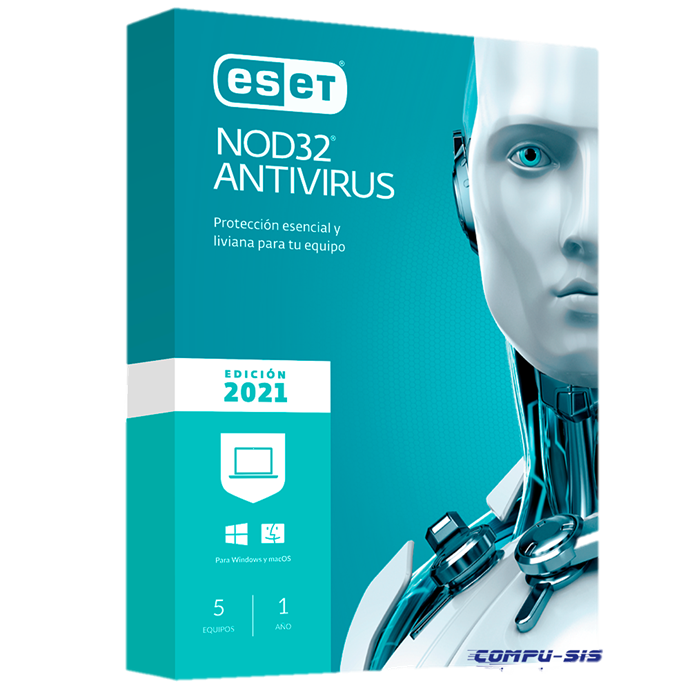 eset
NOD32
ANTIVIRUS
Protección esencial y
liviana para tu equipo
EDICIÓN
2021
Para Windows y macOS
5
EQUIPOS
1
AÑO
COMPU-SIS